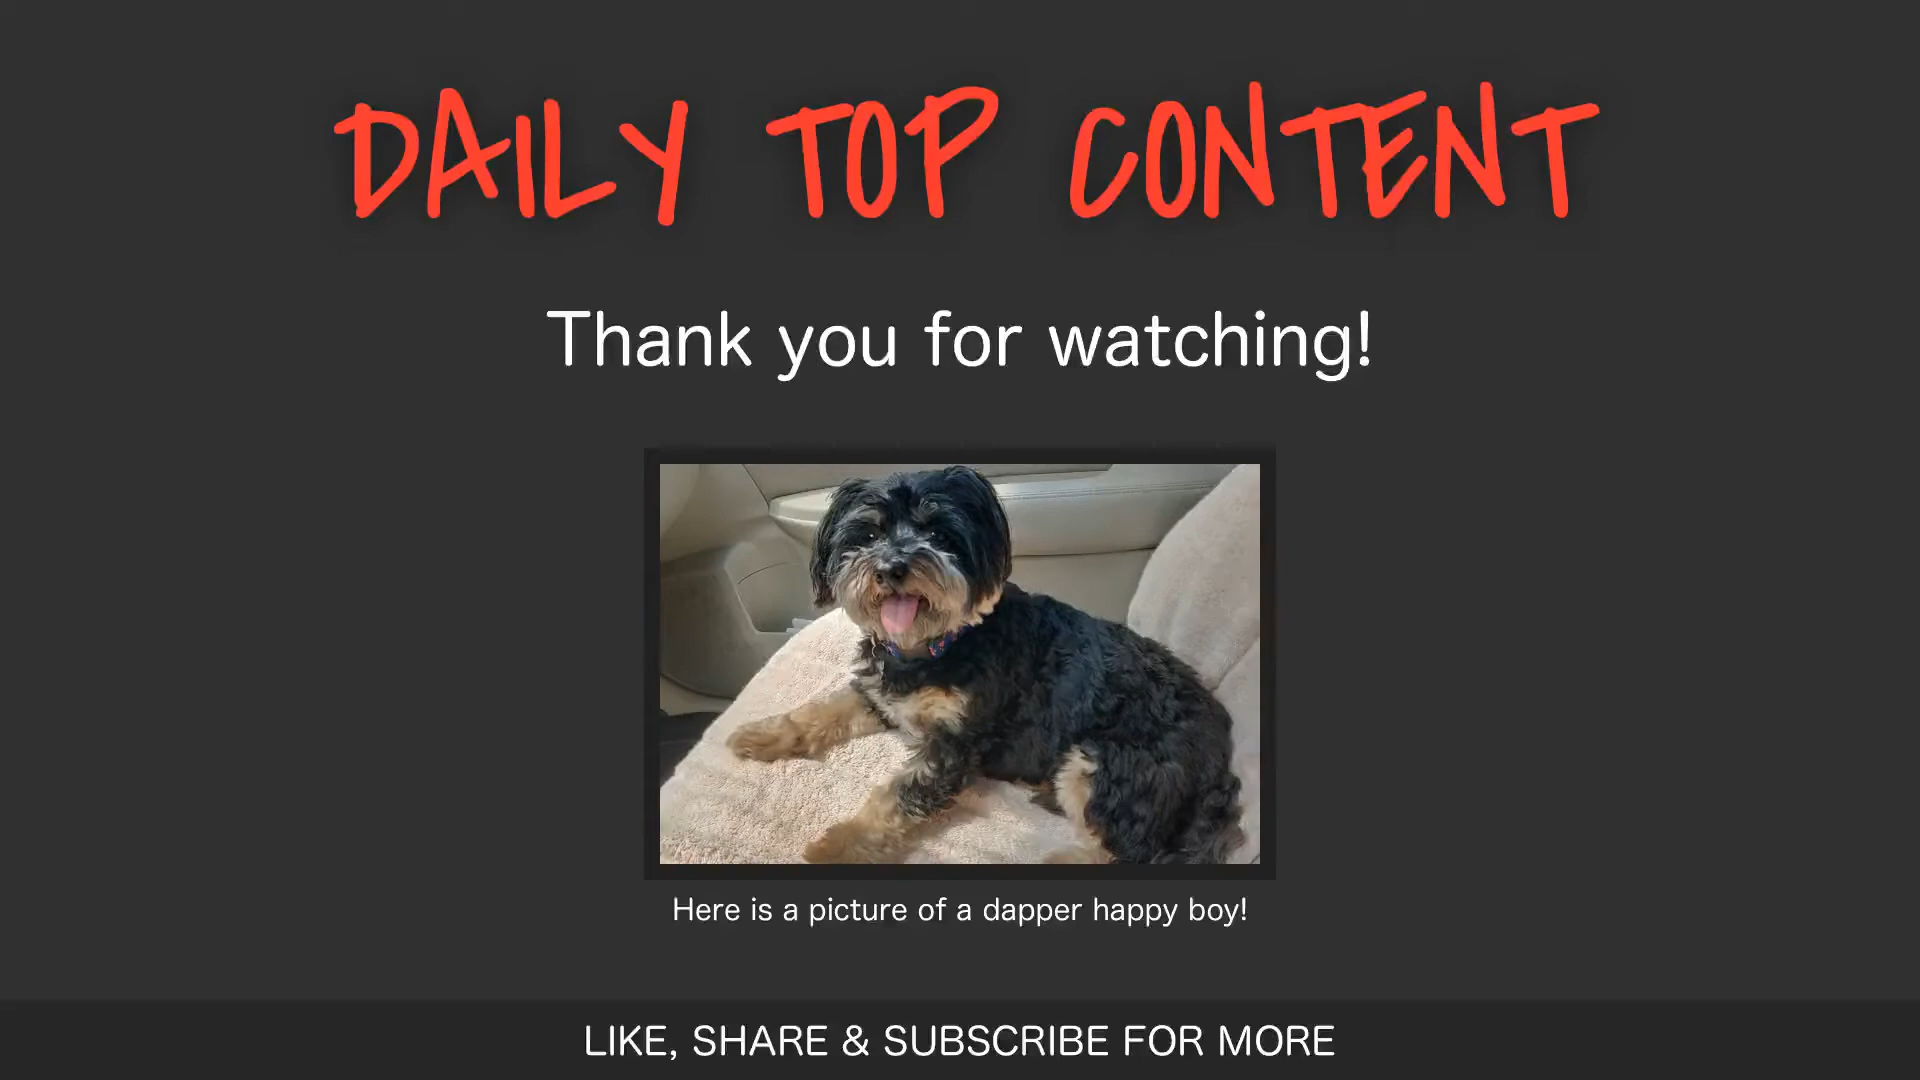 DAILY TOP CONTENT
Thank you for watching!
Here is a picture of a dapper happy boy!
LIKE, SHARE & SUBSCRIBE FOR MORE